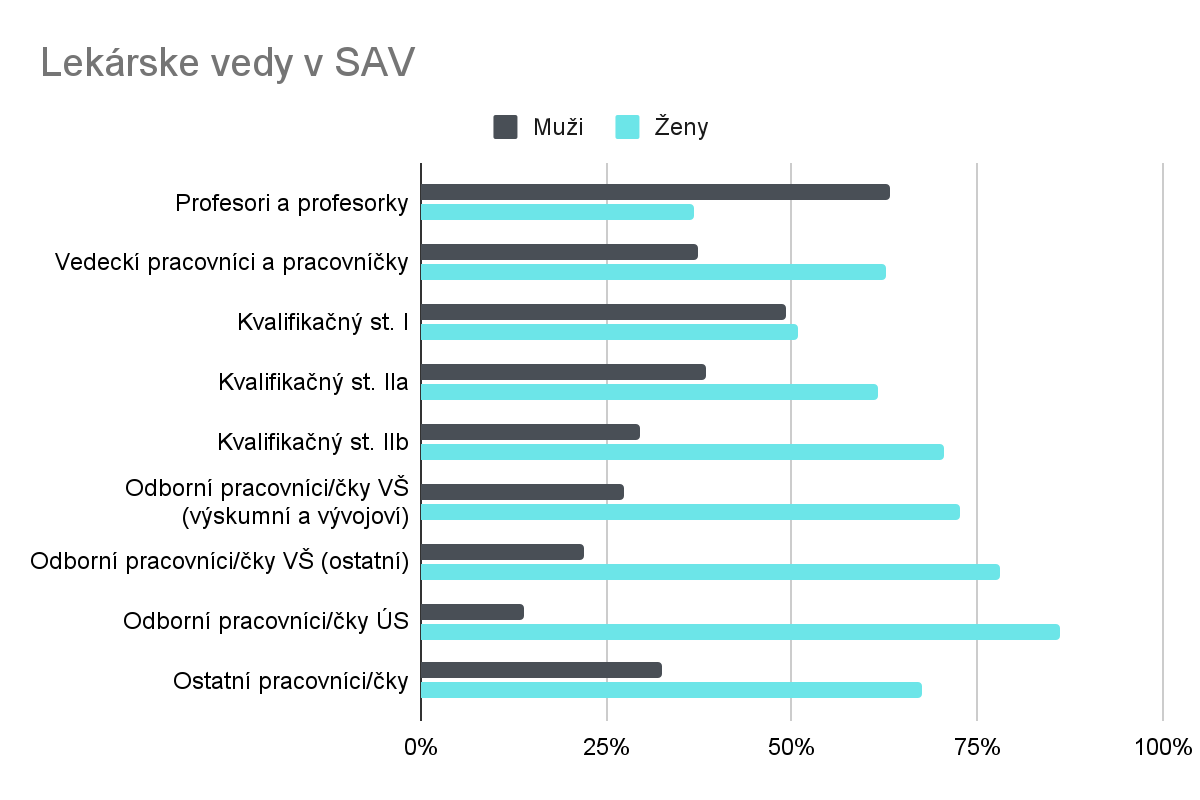 Lekárske vedy v SAV
Muži
Ženy
Profesori a profesorky
Vedeckí pracovníci a pracovníčky
Kvalifikačný st. I
Kvalifikačný st. IIa
Kvalifikačný st. IIb
Odborní pracovníci/čky VŠ
(výskumní a vývojoví)
Odborní pracovníci/čky VŠ (ostatní)
Odborní pracovníci/čky ÚS
Ostatní pracovníci/čky
0%
25%
50%
75%
100%